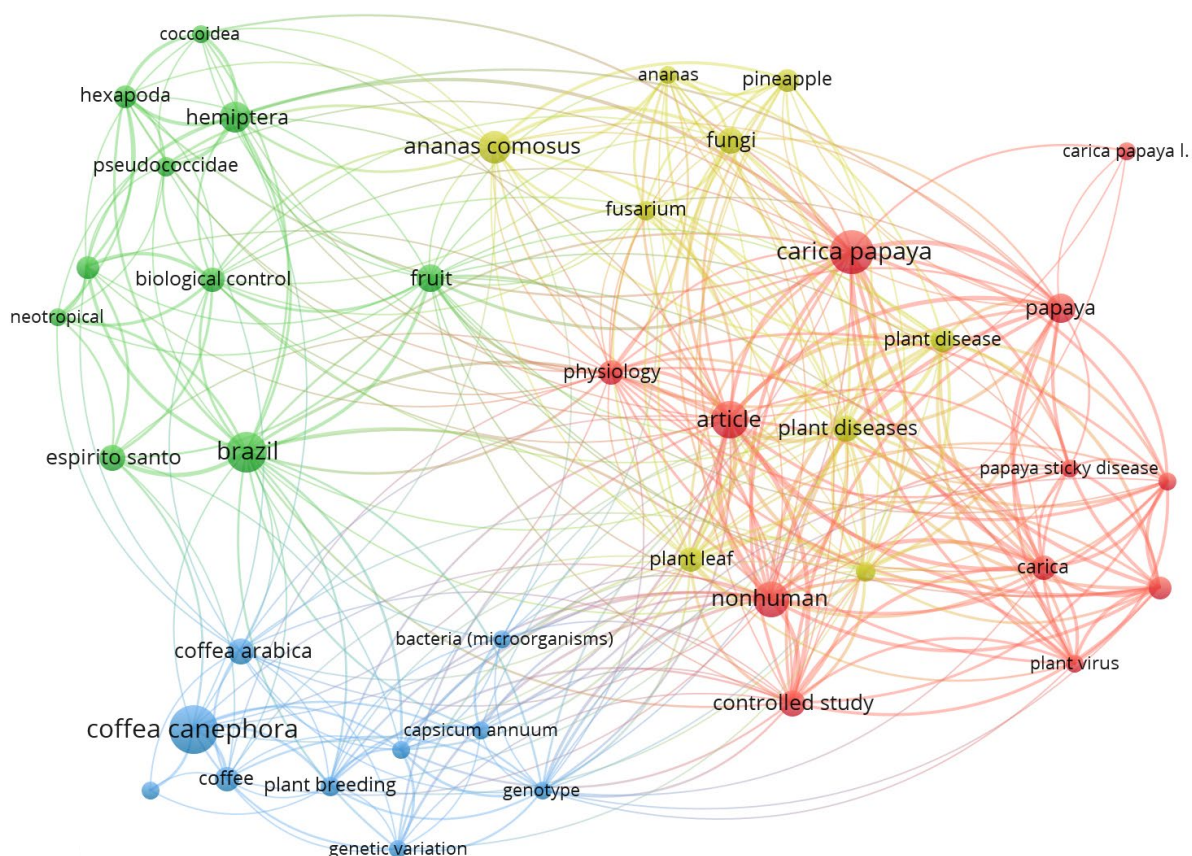 coccoidea
hexapoda
hemiptera
pseudococcidae
biological control
neotropical
fruit
espirito santo
brazil
ananas
pineapple
ananas comosus
fungi
fusarium
carica papaya l.
carica papaya
papaya
plant disease
physiology
article
plant diseases
papaya sticky disease
plant leaf
carica
nonhuman
plant virus
controlled study
coffea arabica
bacteria (microorganisms)
coffea canephora
capsicum annuum
coffee
plant breeding
genotype
genetic variation